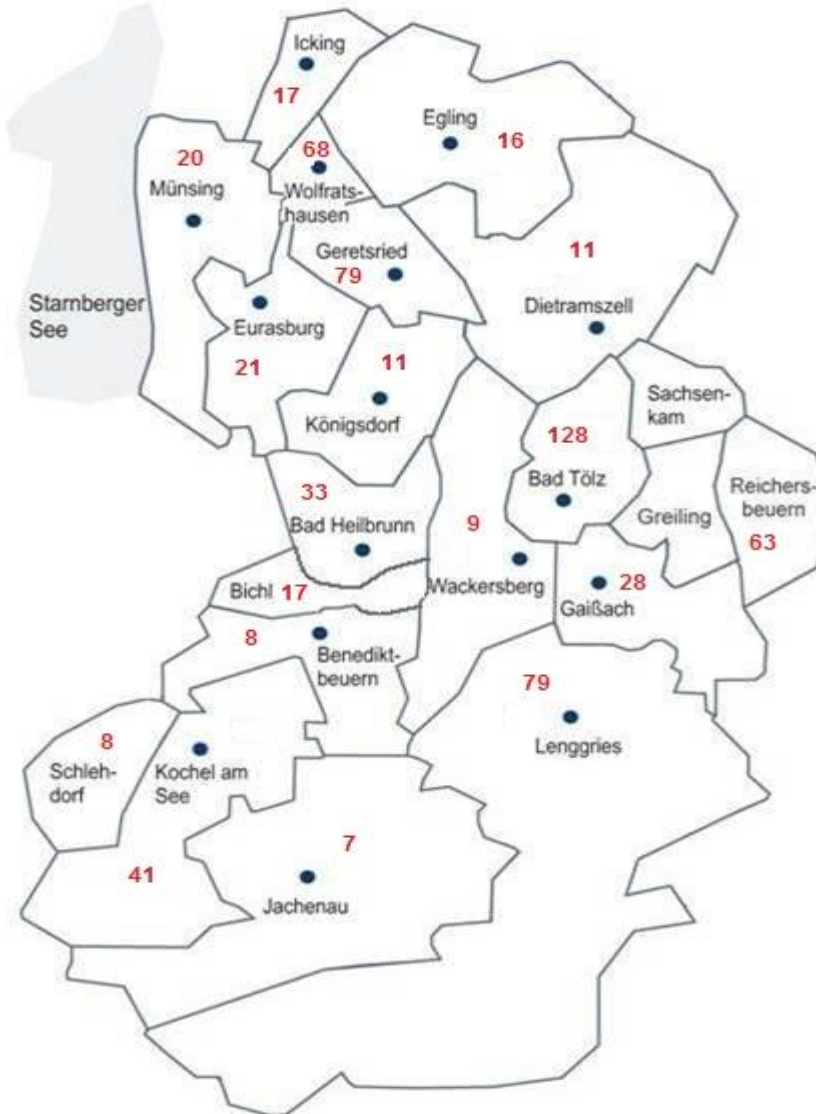 Icking
17
Egling
16
68
Wolfrats-
hausen
20
Münsing
Geretsried
79
11
Dietramszell
Starnberger
See
Eurasburg
21
11
Königsdorf
Sachsen-
kam
128
Bad Tölz
Reichers-
beuern
63
Greiling
33
Bad Heilbrunn
9
Wackersberg
28
Gaißach
Bichl
17
8
Benedikt-
beuern
79
Lenggries
8
Schleh-
dorf
Kochel am
See
41
7
Jachenau